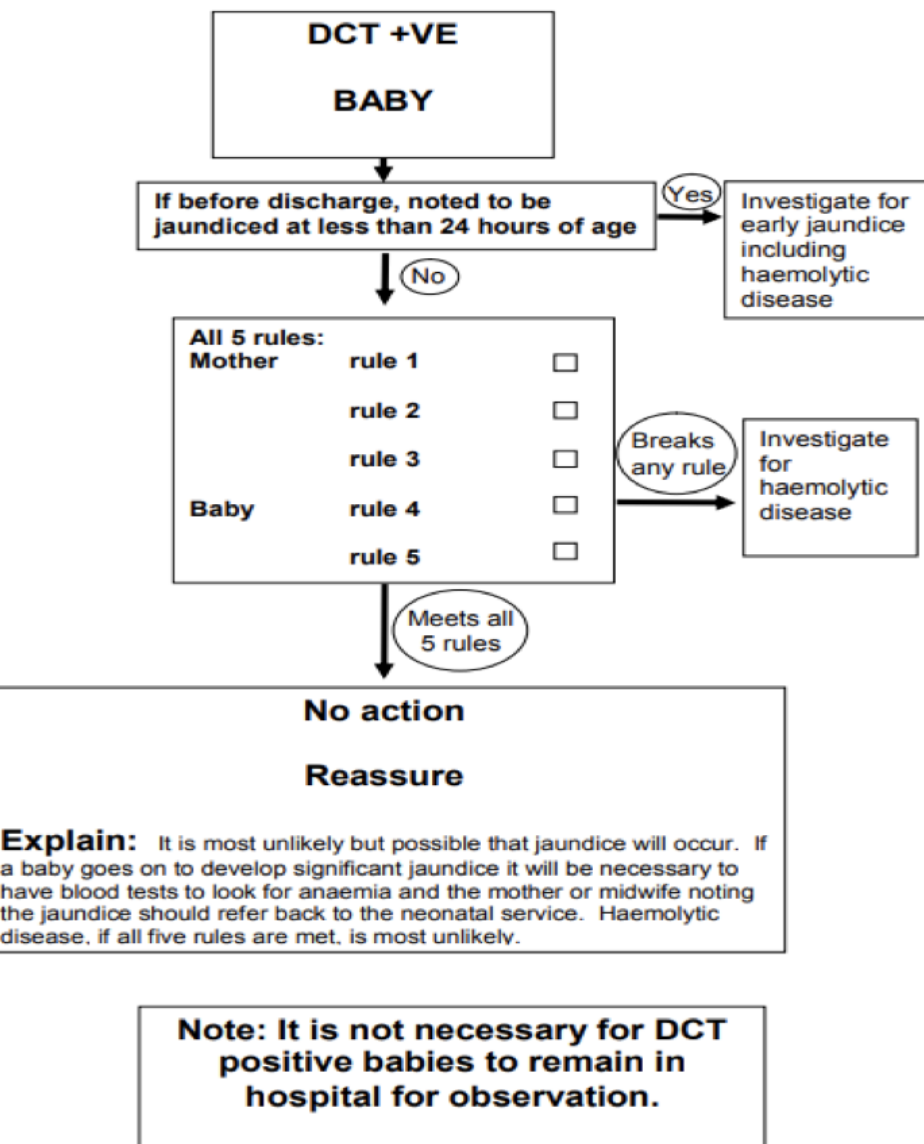 DCT +VE
BABY
If before discharge, noted to be
jaundiced at less than 24 hours of age
Yes
Investigate for
early jaundice
including
haemolytic
disease
No
All 5 rules:
Mother rule 1
rule 2
rule 3
Baby rule 4
rule 5
Breaks
any rule
Investigate
for
haemolytic
disease
Meets all
5 rules
No action
Reassure
Explain: It is most unlikely but possible that jaundice will occur. If
a baby goes on to develop significant jaundice it will be necessary to
have blood tests to look for anaemia and the mother or midwife noting
the jaundice should refer back to the neonatal service. Haemolytic
disease, if all five rules are met, is most unlikely.
Note: It is not necessary for DCT
positive babies to remain in
hospital for observation.